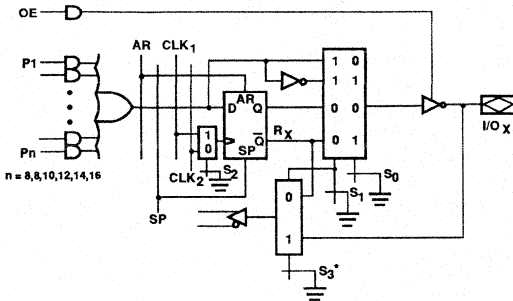 OE
P1
Pn
n = 8,8,10,12,14,16
AR
CLK1
AR
D Q
Q̅
SP
1
0
S2
CLK2
SP
RX
1 0
1 1
0 0
0 1
S0
S1
0
1
S3*
I/OX